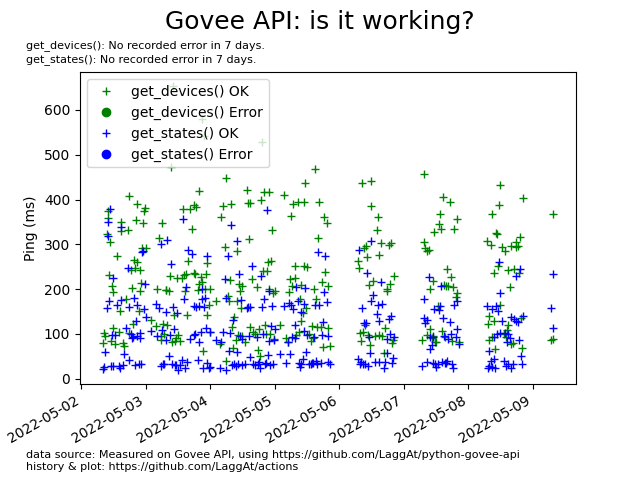 Govee API: is it working?
get_devices(): No recorded error in 7 days.
get_states(): No recorded error in 7 days.
get_devices() OK
get_devices() Error
get_states() OK
get_states() Error
Ping (ms)
600
500
400
300
200
100
0
2022-05-02
2022-05-03
2022-05-04
2022-05-05
2022-05-06
2022-05-07
2022-05-08
2022-05-09
data source: Measured on Govee API, using https://github.com/LaggAt/python-govee-api
history & plot: https://github.com/LaggAt/actions